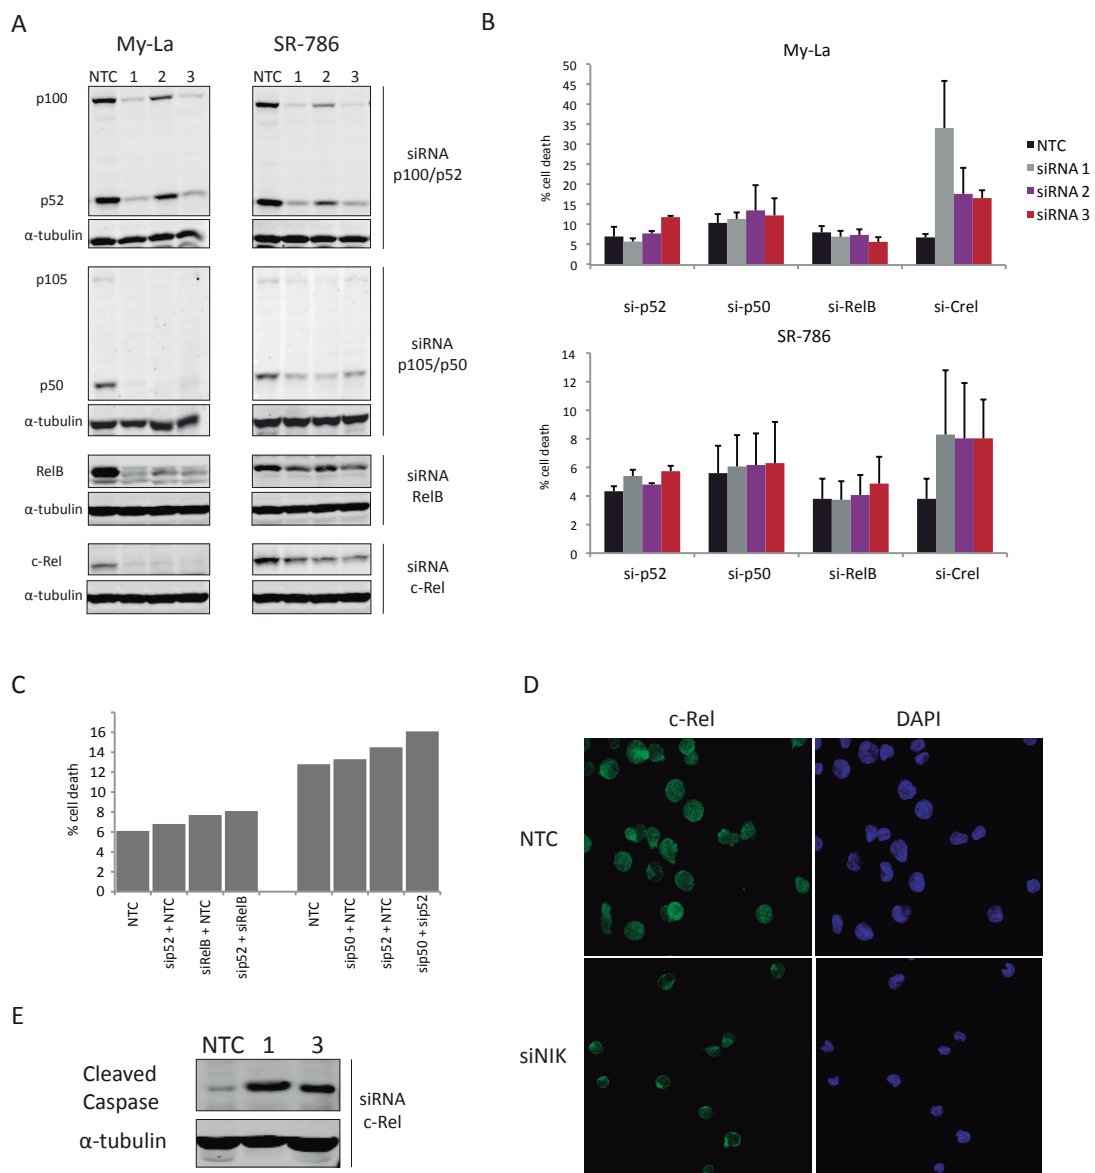 A
My-La
SR-786
NTC 1 2 3
NTC 1 2 3
p100
p52
α-tubulin
siRNA
p100/p52
p105
p50
α-tubulin
siRNA
p105/p50
RelB
α-tubulin
siRNA
RelB
c-Rel
α-tubulin
siRNA
c-Rel
B
My-La
% cell death
50
45
40
35
30
25
20
15
10
5
0
si-p52 si-p50 si-RelB si-Crel
NTC
siRNA 1
siRNA 2
siRNA 3
SR-786
% cell death
14
12
10
8
6
4
2
0
si-p52 si-p50 si-RelB si-Crel
C
% cell death
16
14
12
10
8
6
4
2
0
NTC
sip52 + NTC
siRelB + NTC
sip52 + siRelB
NTC
sip50 + NTC
sip52 + NTC
sip50 + sip52
D
c-Rel
DAPI
NTC
siNIK
E
NTC 1 3
Cleaved
Caspase
α-tubulin
siRNA
c-Rel